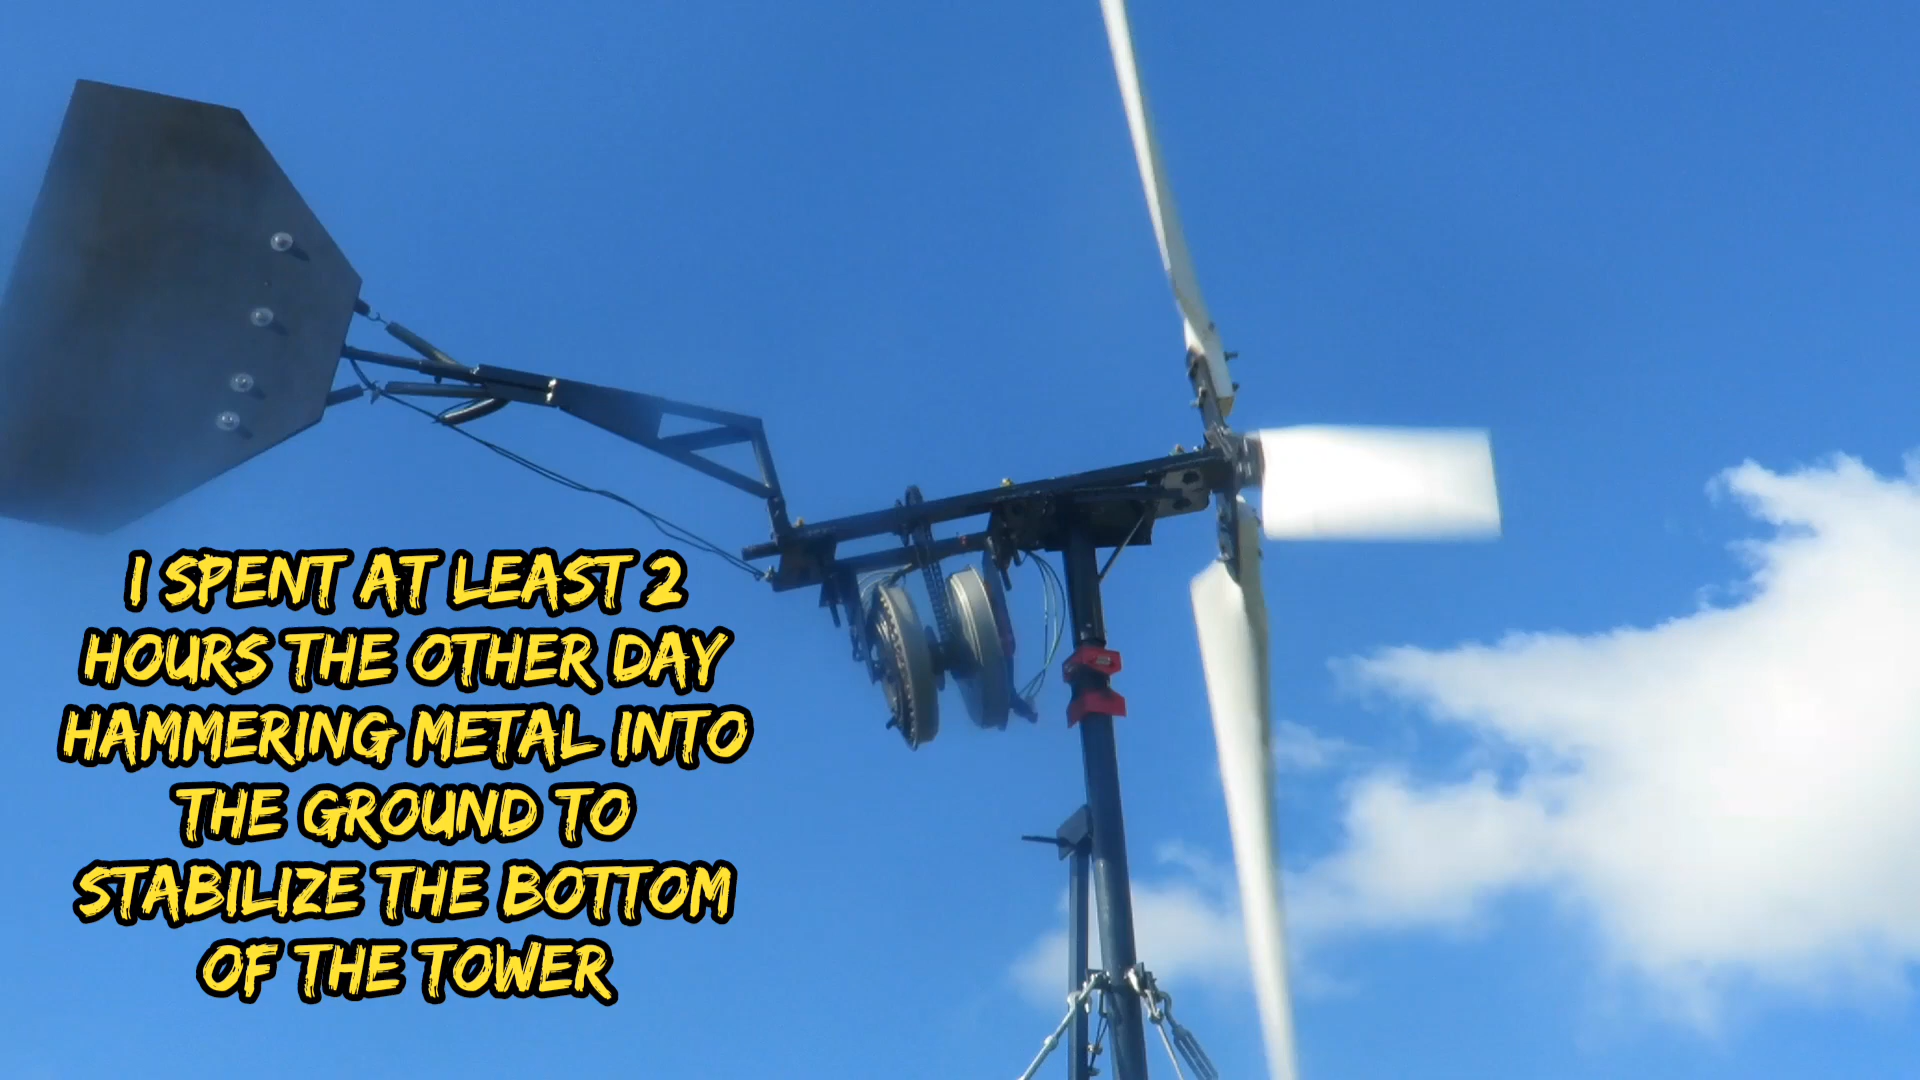 I SPENT AT LEAST 2
HOURS THE OTHER DAY
HAMMERING METAL INTO
THE GROUND TO
STABILIZE THE BOTTOM
OF THE TOWER